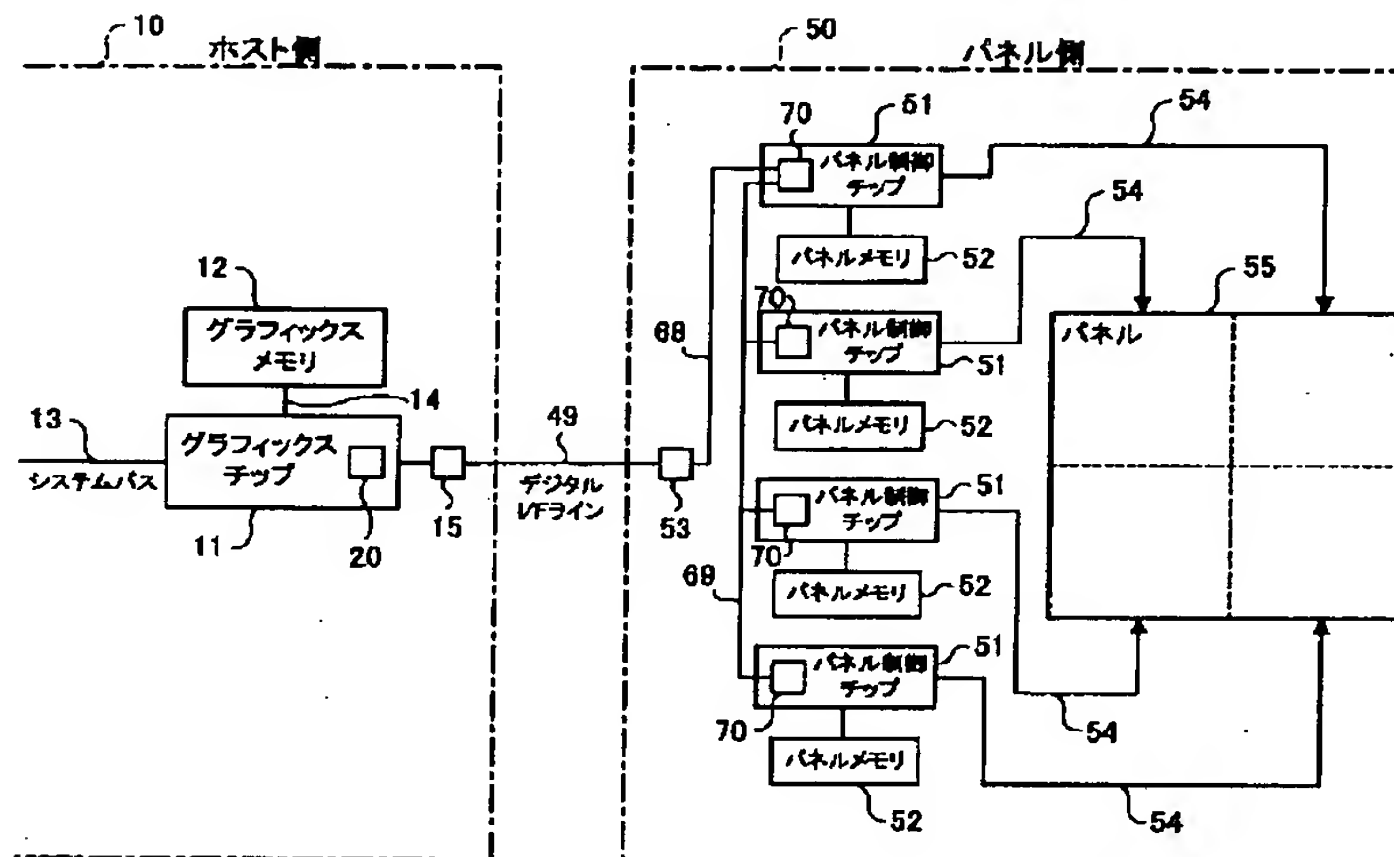 10
ホスト側
50
パネル側
70
51
54
パネル制御
チップ
54
パネルメモリ
52
12
70
55
グラフィックス
メモリ
パネル制御
チップ
パネル
68
51
14
パネルメモリ
52
13
49
グラフィックス
チップ
システムバス
デジタル
I/Fライン
パネル制御
チップ
51
11
20
15
53
70
69
パネルメモリ
52
パネル制御
チップ
51
70
54
パネルメモリ
52
54